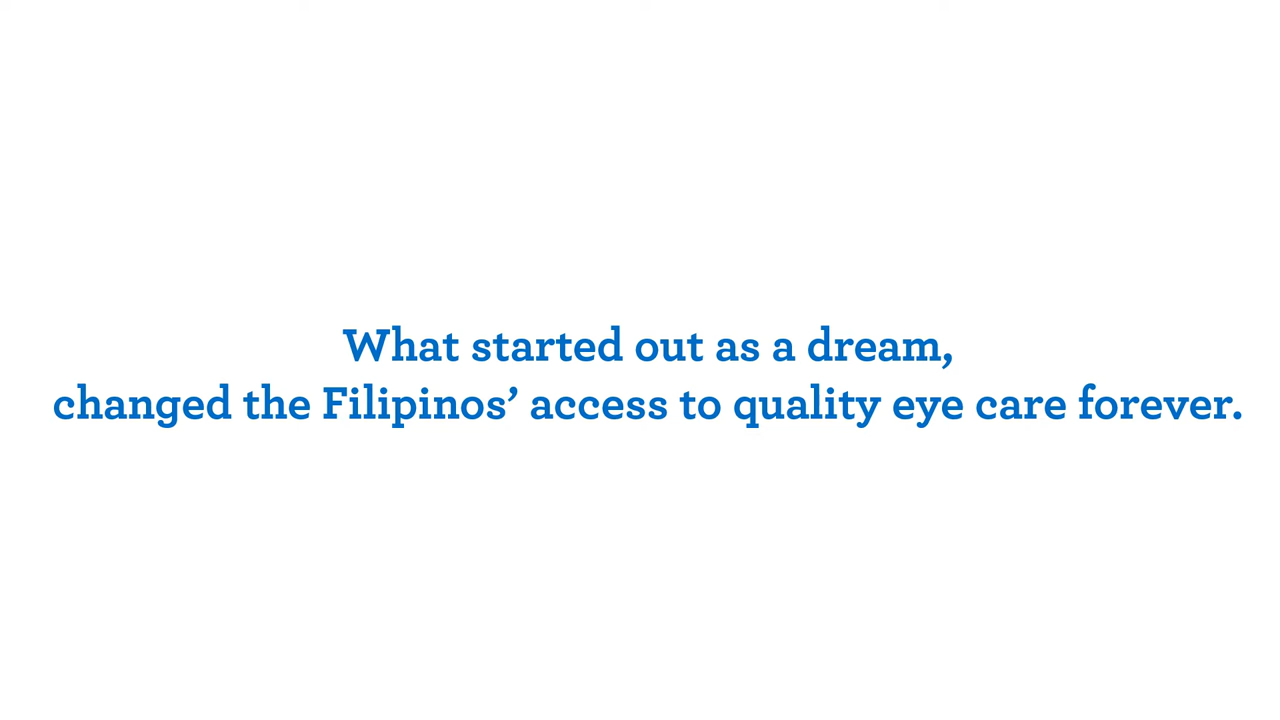 What started out as a dream,
changed the Filipinos’ access to quality eye care forever.